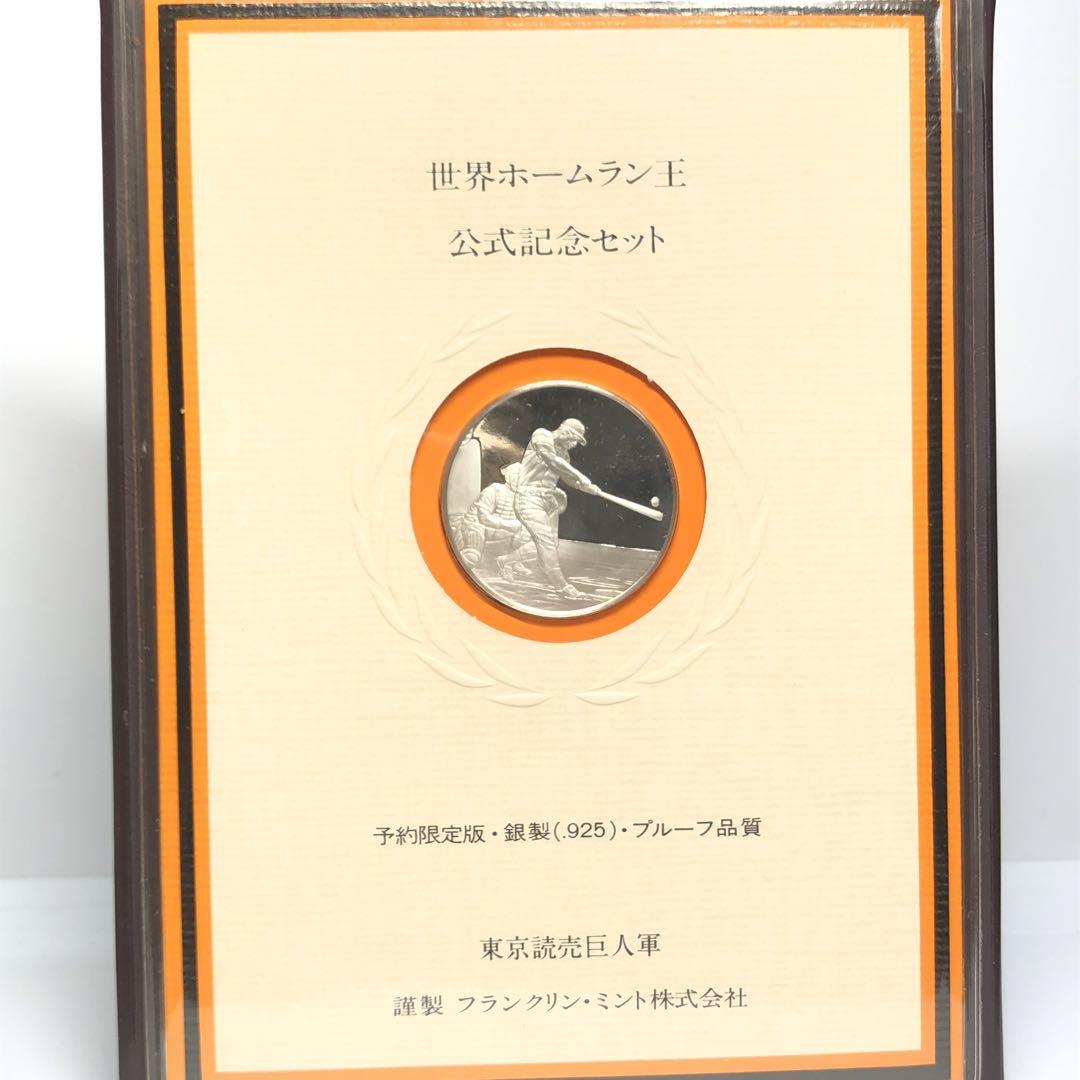 世界ホームラン王
公式記念セット
予約限定版・銀製(.925)・プルーフ品質
東京読売巨人軍
謹製 フランクリン・ミント株式会社